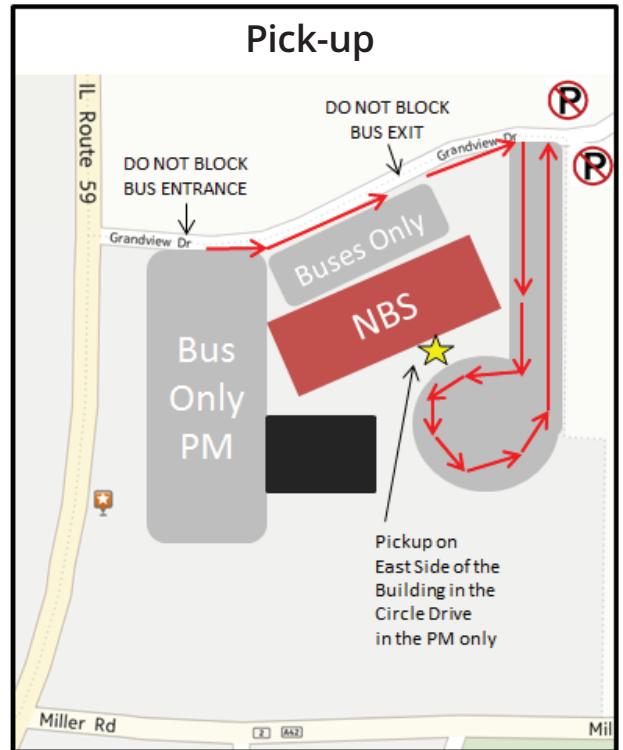 Pick-up
IL Route 59
DO NOT BLOCK
BUS EXIT
DO NOT BLOCK
BUS ENTRANCE
Grandview Dr
Grandview Dr
P
P
Buses Only
NBS
Bus
Only
PM
Pickup on
East Side of the
Building in the
Circle Drive
in the PM only
Miller Rd
2
A42
Mil